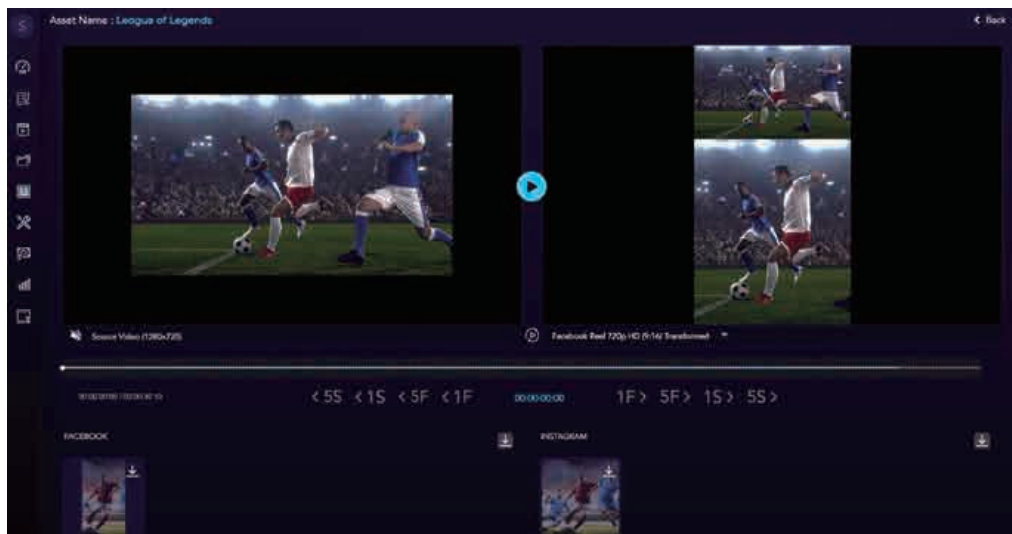 S
Asset Name : League of Legends
Back
Source Video (1280x720)
Facebook Reel 720p HD (9:16) Transformed
< 5S < 1S < 5F < 1F
00:00:00:00
1F > 5F > 1S > 5S >
FACEBOOK
INSTAGRAM